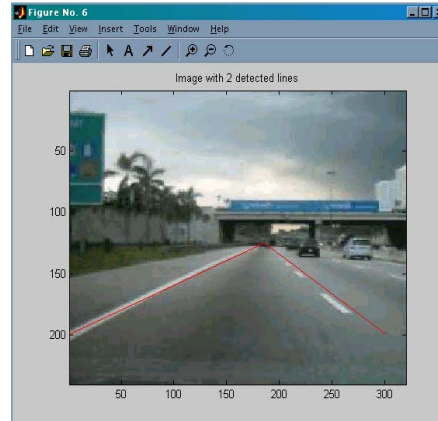 Figure No. 6
File Edit View Insert Tools Window Help
Image with 2 detected lines
50
100
150
200
50 100 150 200 250 300